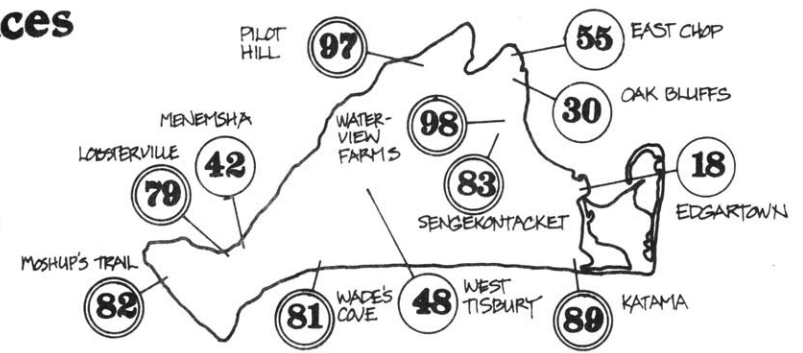 ces
PILOT
HILL
97
55
EAST CHOP
30
OAK BLUFFS
MENEMSHA
42
WATER-
VIEW
FARMS
98
LOBSTERVILLE
79
83
SENGEKONTACKET
18
EDGARTOWN
MOSHUP'S TRAIL
82
81
WADE'S
COVE
48
WEST
TISBURY
89
KATAMA